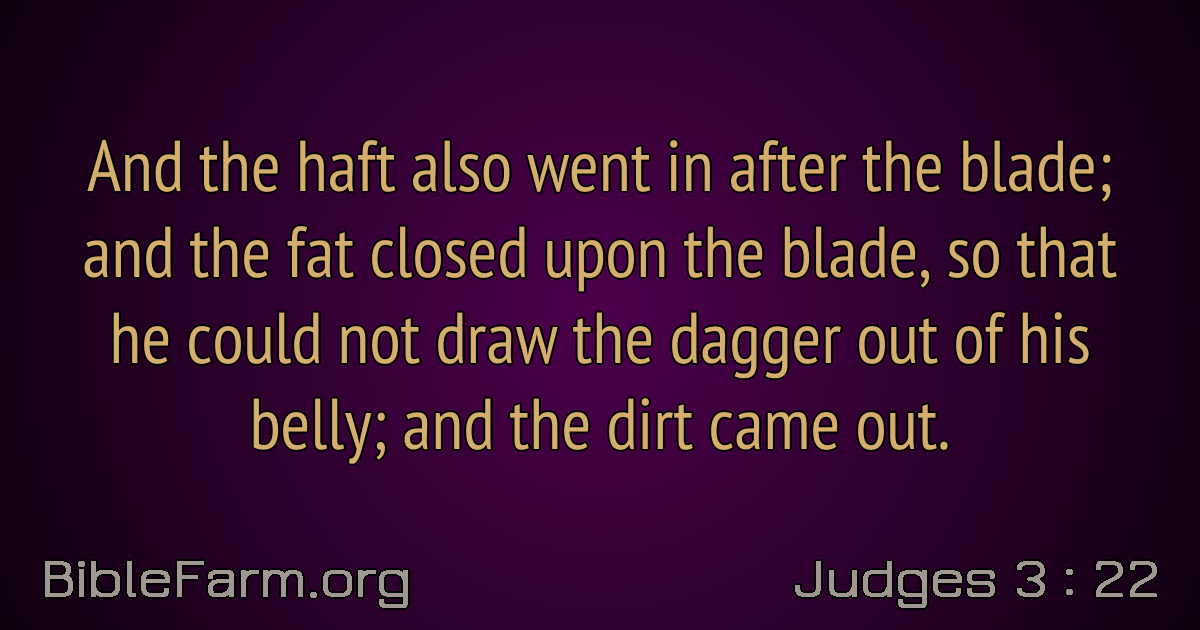 And the haft also went in after the blade;
and the fat closed upon the blade, so that
he could not draw the dagger out of his
belly; and the dirt came out.
BibleFarm.org
Judges 3 : 22